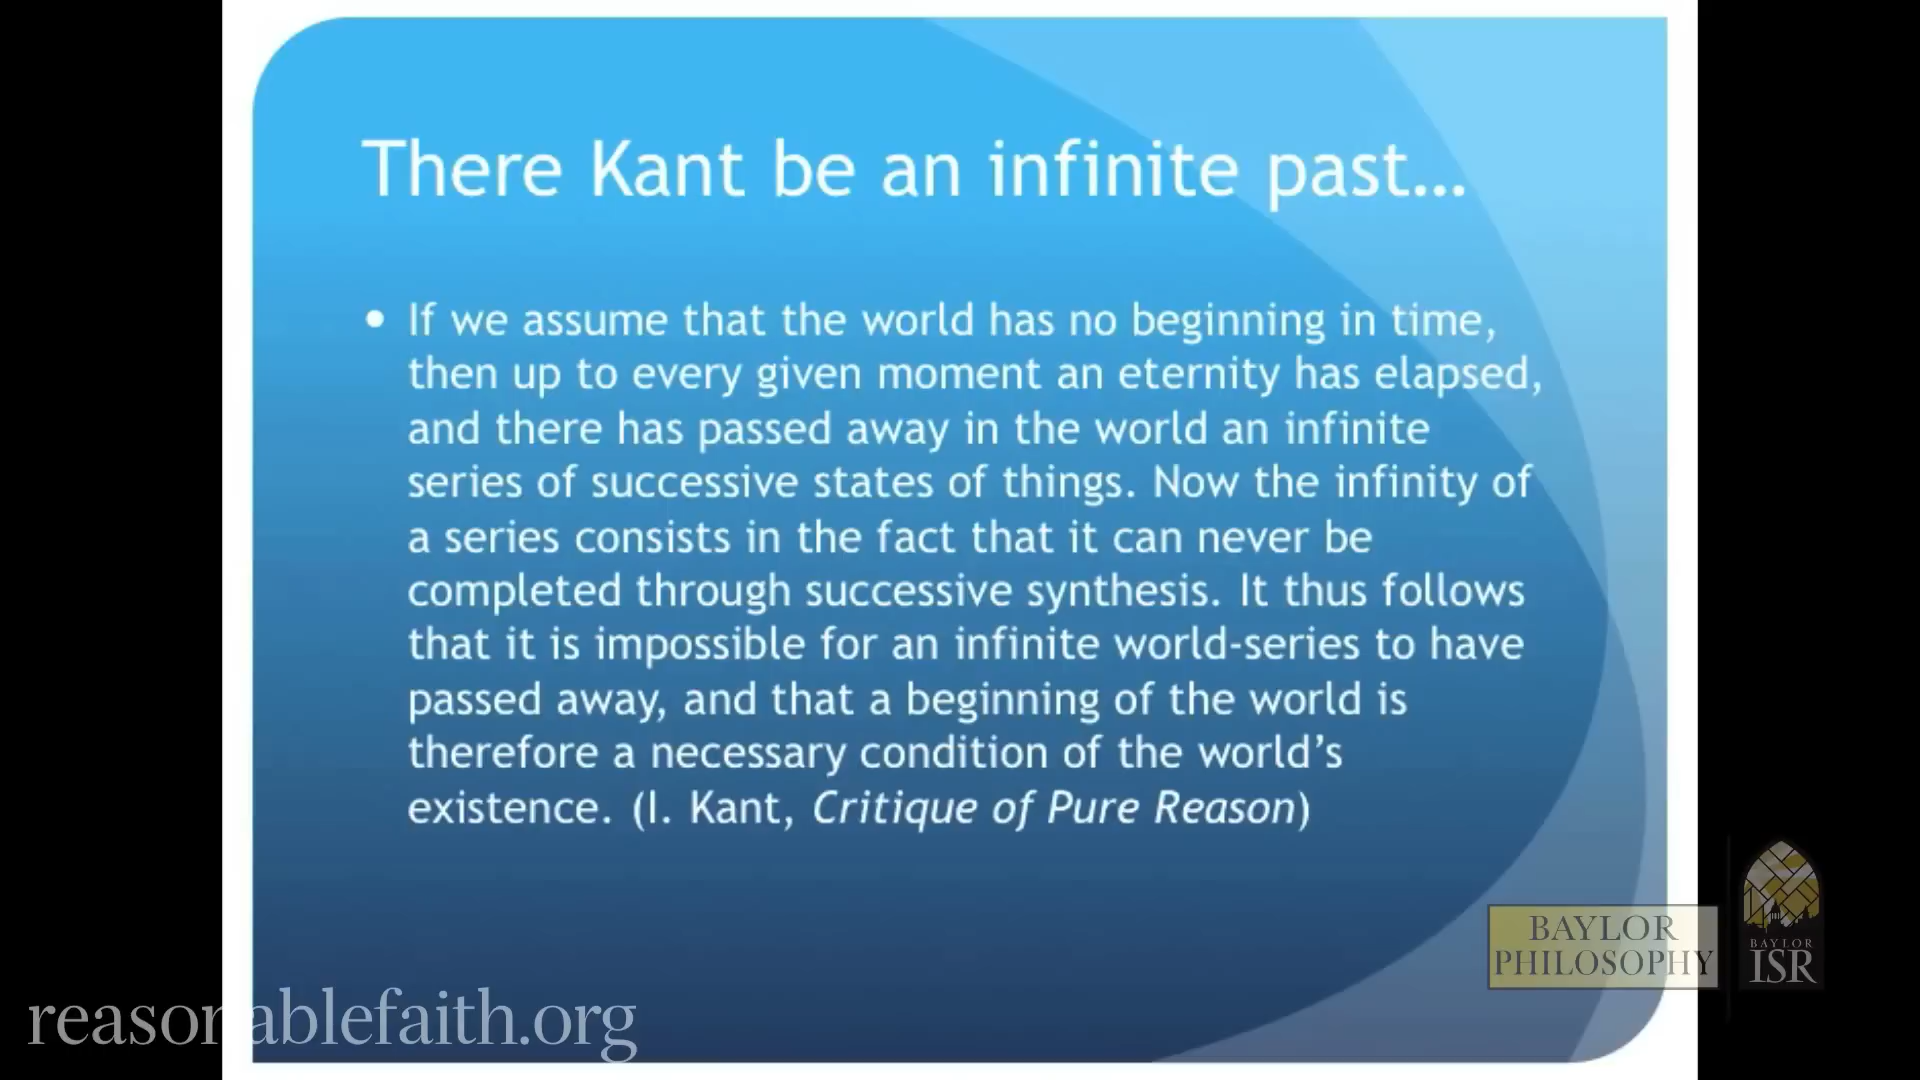 There Kant be an infinite past...
• If we assume that the world has no beginning in time,
then up to every given moment an eternity has elapsed,
and there has passed away in the world an infinite
series of successive states of things. Now the infinity of
a series consists in the fact that it can never be
completed through successive synthesis. It thus follows
that it is impossible for an infinite world-series to have
passed away, and that a beginning of the world is
therefore a necessary condition of the world’s
existence. (I. Kant, Critique of Pure Reason)
BAYLOR
PHILOSOPHY
BAYLOR
ISR
reasonablefaith.org